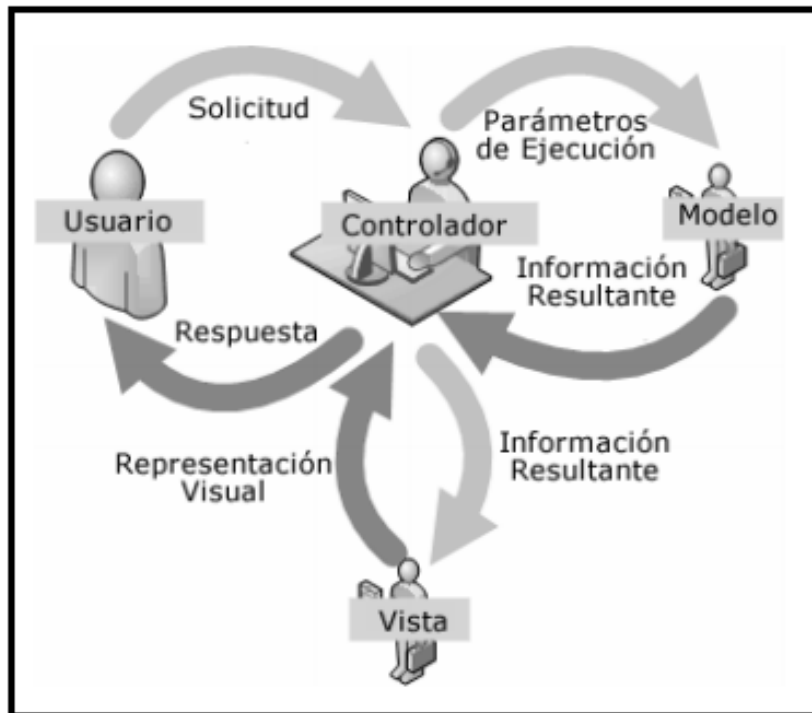 Solicitud
Parámetros
de Ejecución
Usuario
Controlador
Modelo
Información
Resultante
Respuesta
Representación
Visual
Información
Resultante
Vista